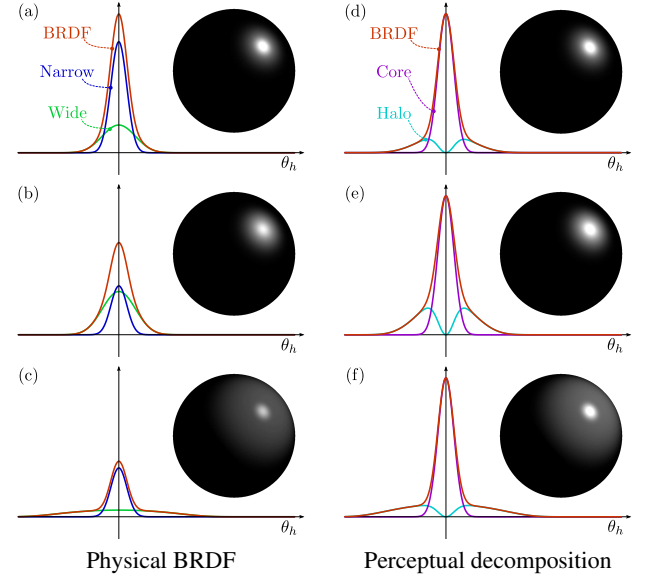 (a)
BRDF
Narrow
Wide
θh
(d)
BRDF
Core
Halo
θh
(b)
θh
(e)
θh
(c)
θh
(f)
θh
Physical BRDF
Perceptual decomposition